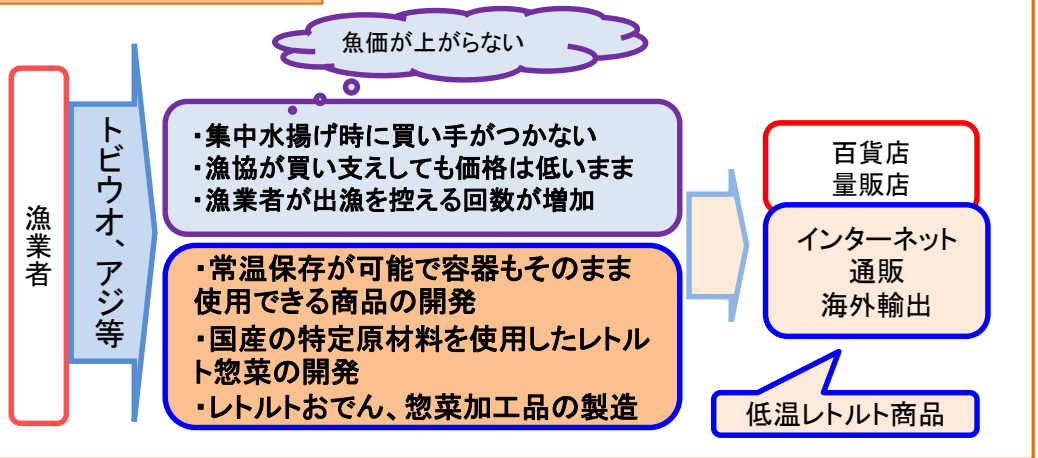 魚価が上がらない
漁業者
トビウオ、アジ等
・集中水揚げ時に買い手がつかない
・漁協が買い支えしても価格は低いまま
・漁業者が出漁を控える回数が増加
・常温保存が可能で容器もそのまま
使用できる商品の開発
・国産の特定原材料を使用したレトル
ト惣菜の開発
・レトルトおでん、惣菜加工品の製造
百貨店
量販店
インターネット
通販
海外輸出
低温レトルト商品